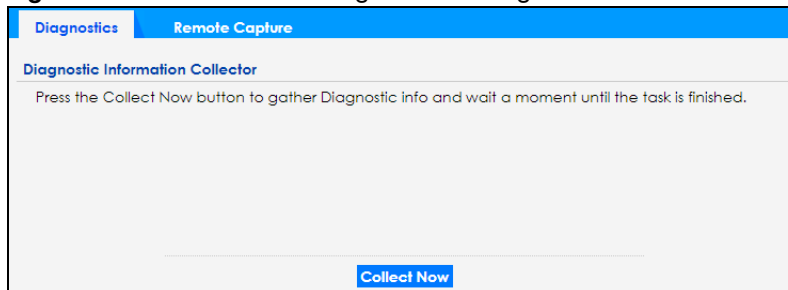 Diagnostics Remote Capture
Diagnostic Information Collector
Press the Collect Now button to gather Diagnostic info and wait a moment until the task is finished.
Collect Now